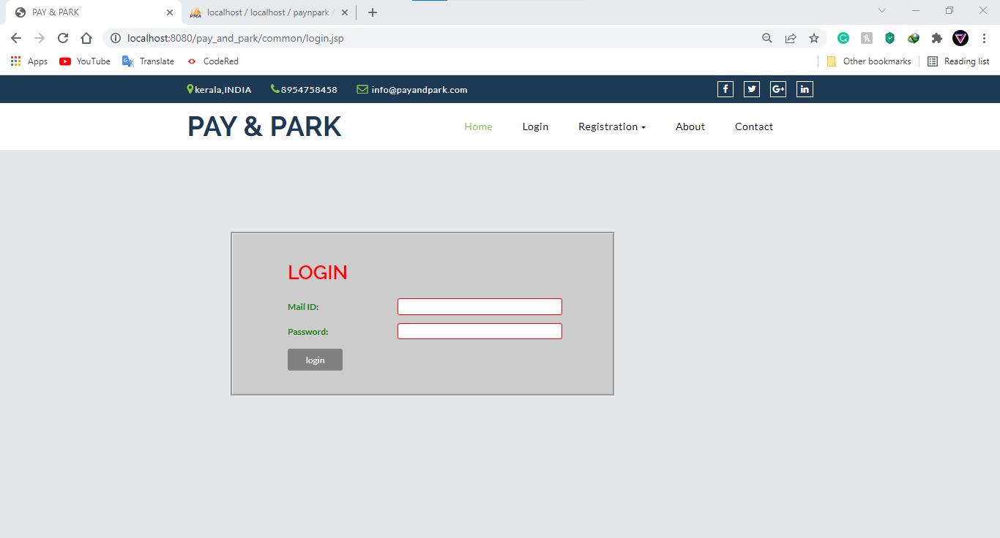 PAY & PARK
localhost / localhost / paynpark
localhost:8080/pay_and_park/common/login.jsp
Apps YouTube Translate CodeRed Other bookmarks Reading list
kerala,INDIA 8954758458 info@payandpark.com
PAY & PARK Home Login Registration About Contact
LOGIN
Mail ID:
Password:
login